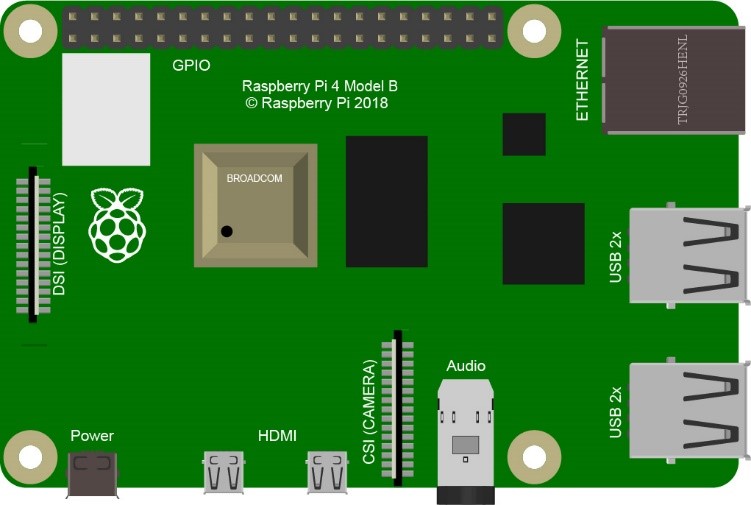 GPIO
Raspberry Pi 4 Model B
© Raspberry Pi 2018
ETHERNET
TRJG0926HENL
BROADCOM
DSI (DISPLAY)
USB 2x
CSI (CAMERA)
Audio
USB 2x
Power
HDMI